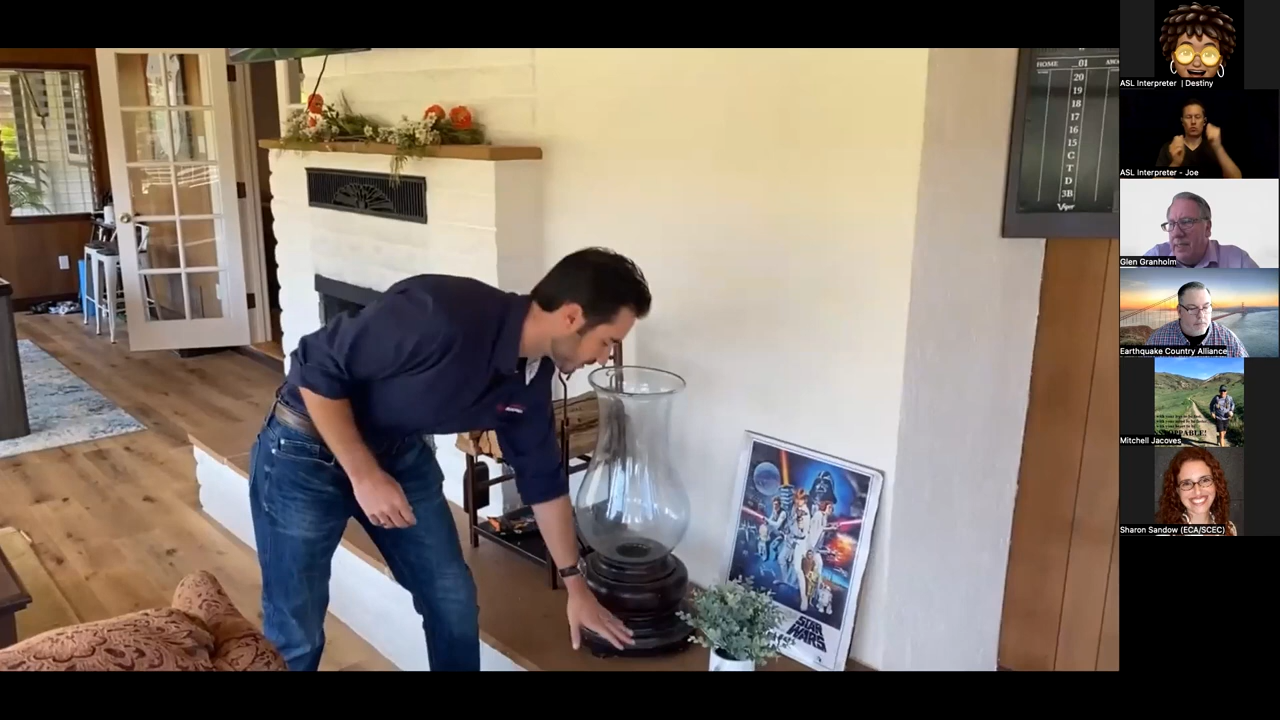 HOME
01
20
19
18
17
16
15
C
T
D
3B
Viper
STAR
WARS
ASL Interpreter | Destiny
ASL Interpreter - Joe
Glen Granholm
Earthquake Country Alliance
Mitchell Jacoves
Sharon Sandow (ECA/SCEC)